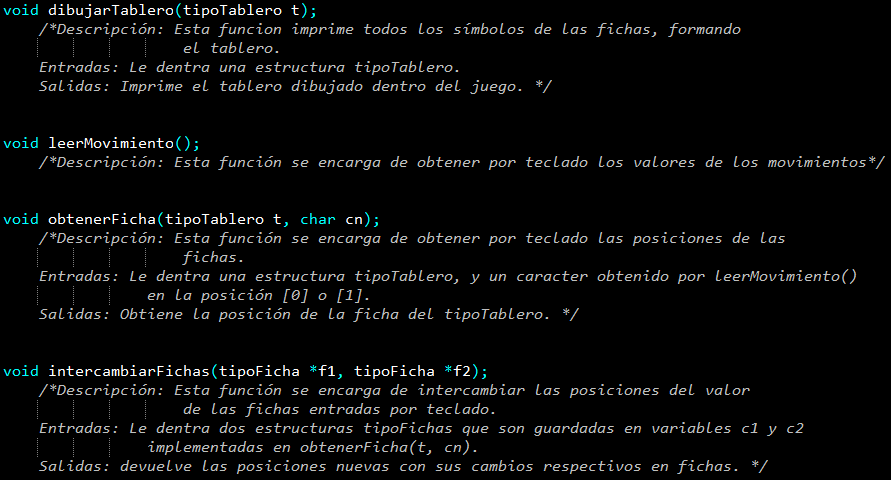 void dibujarTablero(tipoTablero t);
/*Descripción: Esta funcion imprime todos los símbolos de las fichas, formando
el tablero.
Entradas: Le dentra una estructura tipoTablero.
Salidas: Imprime el tablero dibujado dentro del juego. */
void leerMovimiento();
/*Descripción: Esta función se encarga de obtener por teclado los valores de los movimientos*/
void obtenerFicha(tipoTablero t, char cn);
/*Descripción: Esta función se encarga de obtener por teclado las posiciones de las
fichas.
Entradas: Le dentra una estructura tipoTablero, y un caracter obtenido por leerMovimiento()
en la posición [0] o [1].
Salidas: Obtiene la posición de la ficha del tipoTablero. */
void intercambiarFichas(tipoFicha *f1, tipoFicha *f2);
/*Descripción: Esta función se encarga de intercambiar las posiciones del valor
de las fichas entradas por teclado.
Entradas: Le dentra dos estructuras tipoFichas que son guardadas en variables c1 y c2
implementadas en obtenerFicha(t, cn).
Salidas: devuelve las posiciones nuevas con sus cambios respectivos en fichas. */